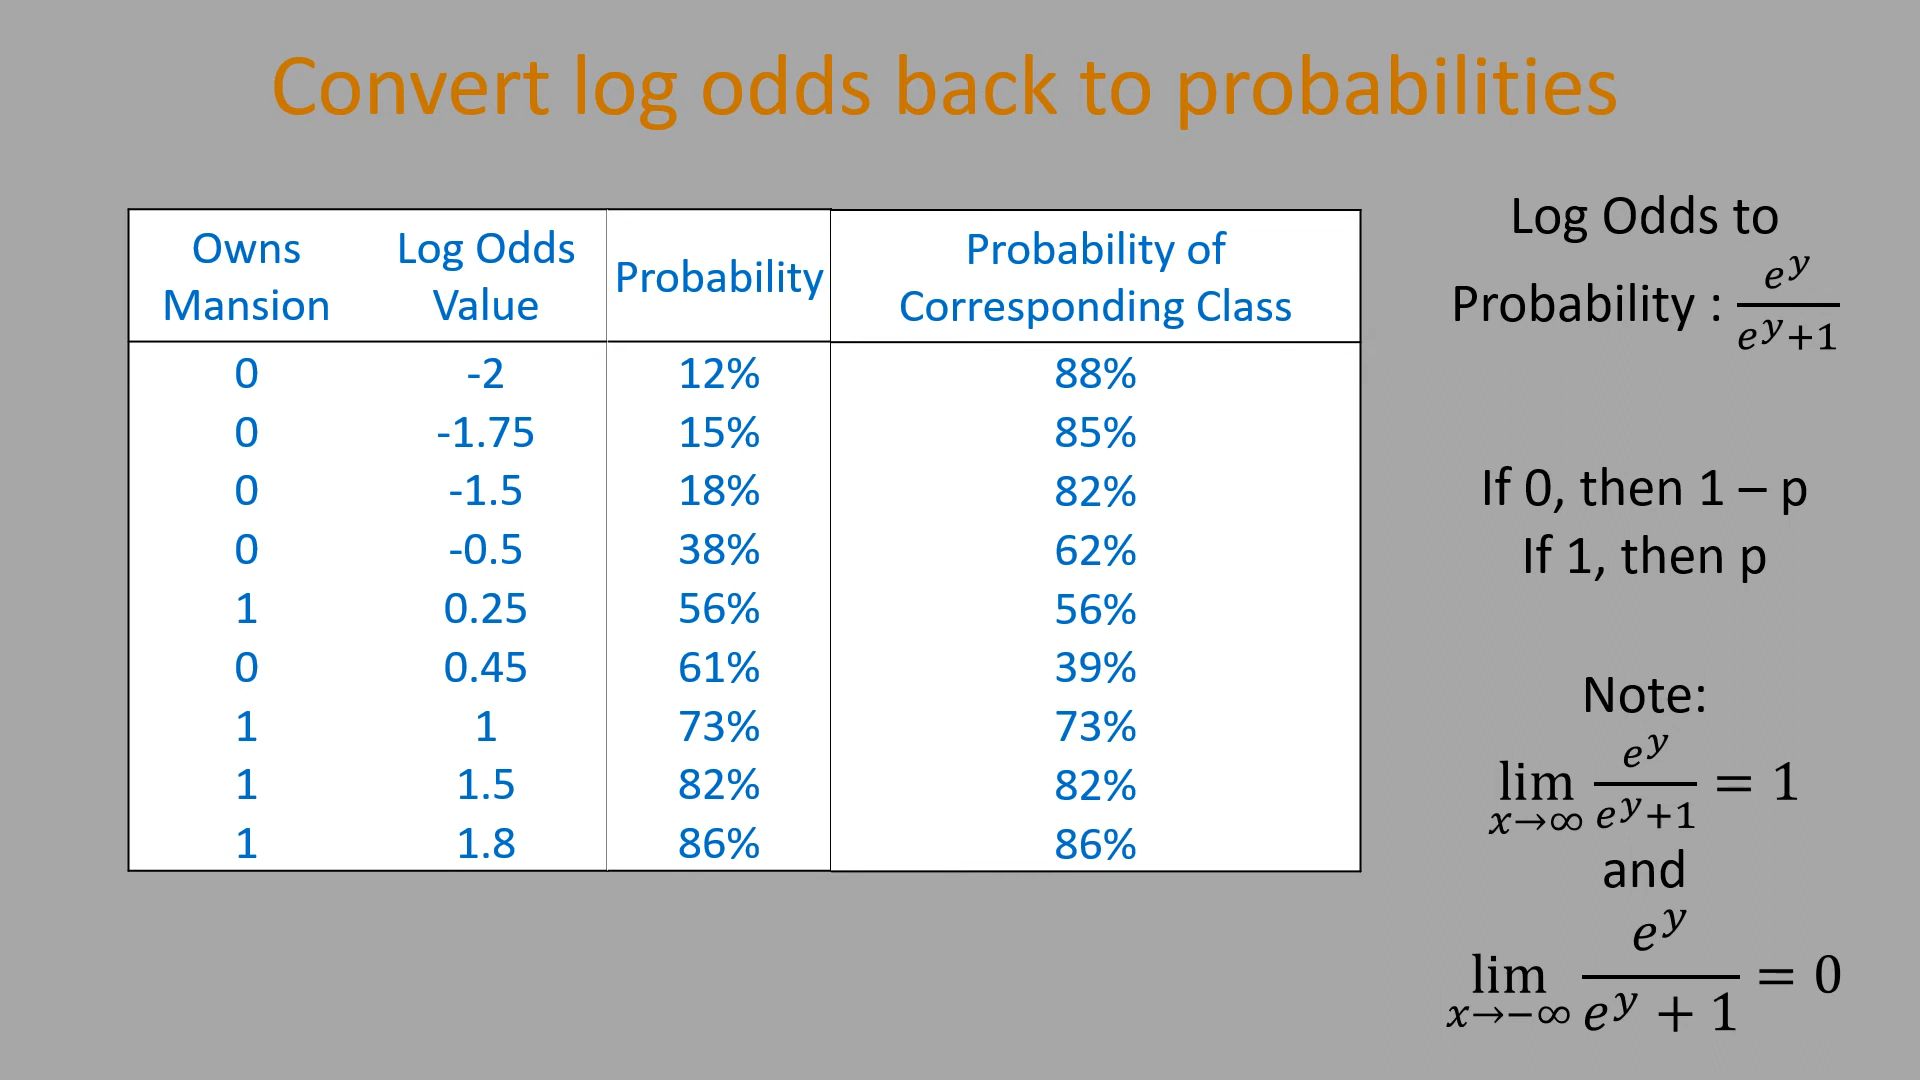 Convert log odds back to probabilities
Owns Mansion | Log Odds Value | Probability | Probability of Corresponding Class
0 | -2 | 12% | 88%
0 | -1.75 | 15% | 85%
0 | -1.5 | 18% | 82%
0 | -0.5 | 38% | 62%
1 | 0.25 | 56% | 56%
0 | 0.45 | 61% | 39%
1 | 1 | 73% | 73%
1 | 1.5 | 82% | 82%
1 | 1.8 | 86% | 86%
Log Odds to
Probability : e^y/(e^y+1)
If 0, then 1 – p
If 1, then p
Note:
lim x→∞ e^y/(e^y+1) = 1
and
lim x→−∞ e^y/(e^y + 1) = 0